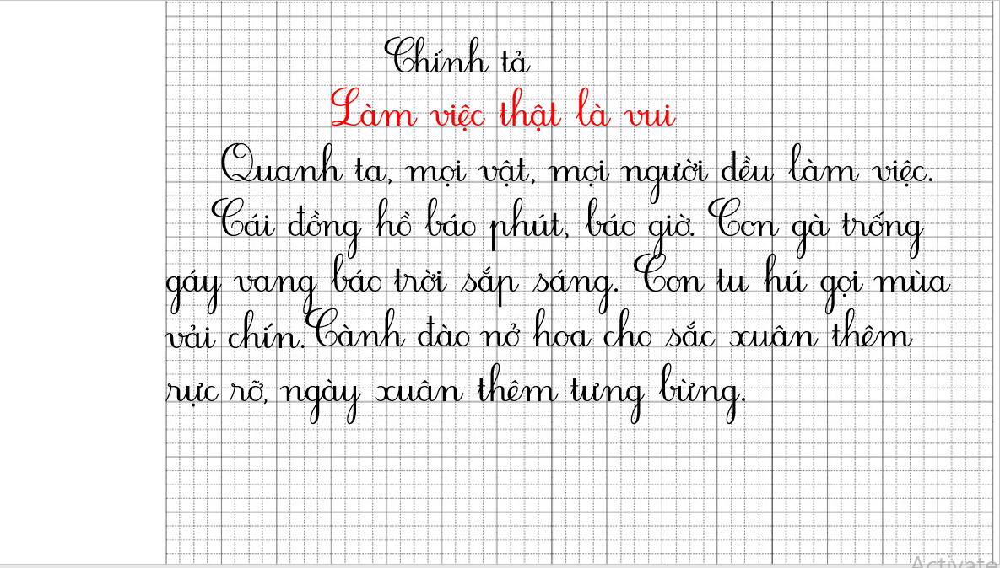 Chính tả
Làm việc thật là vui
Quanh ta, mọi vật, mọi người đều làm việc.
Cái đồng hồ báo phút, báo giờ. Con gà trống
gáy vang báo trời sắp sáng. Con tu hú gọi mùa
vải chín. Cành đào nở hoa cho sắc xuân thêm
rực rỡ, ngày xuân thêm tưng bừng.
Activate